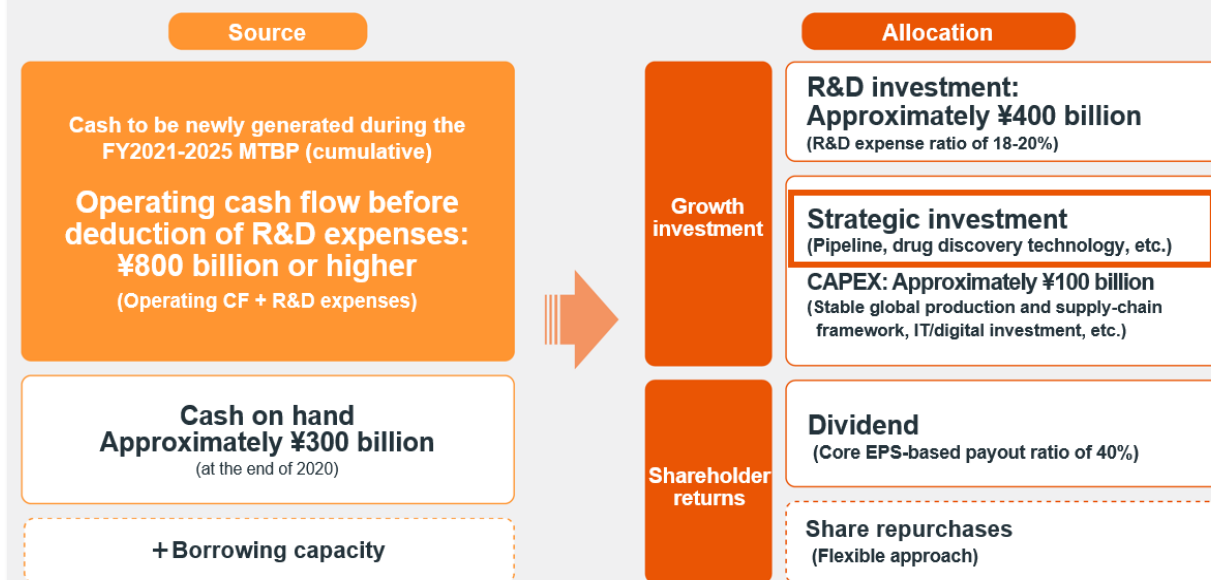 Source
Cash to be newly generated during the
FY2021-2025 MTBP (cumulative)
Operating cash flow before
deduction of R&D expenses:
¥800 billion or higher
(Operating CF + R&D expenses)
Cash on hand
Approximately ¥300 billion
(at the end of 2020)
+Borrowing capacity
Allocation
Growth
investment
R&D investment:
Approximately ¥400 billion
(R&D expense ratio of 18-20%)
Strategic investment
(Pipeline, drug discovery technology, etc.)
CAPEX: Approximately ¥100 billion
(Stable global production and supply-chain
framework, IT/digital investment, etc.)
Shareholder
returns
Dividend
(Core EPS-based payout ratio of 40%)
Share repurchases
(Flexible approach)